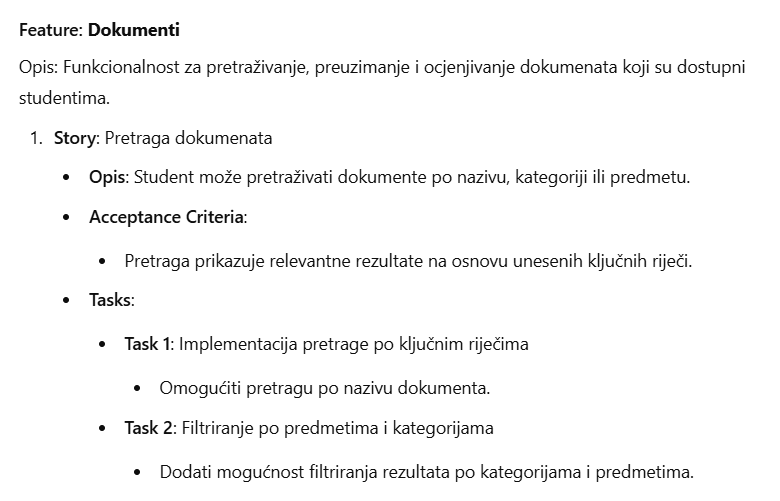 Feature: Dokumenti
Opis: Funkcionalnost za pretraživanje, preuzimanje i ocjenjivanje dokumenata koji su dostupni
studentima.
1. Story: Pretraga dokumenata
• Opis: Student može pretraživati dokumente po nazivu, kategoriji ili predmetu.
• Acceptance Criteria:
• Pretraga prikazuje relevantne rezultate na osnovu unesenih ključnih riječi.
• Tasks:
• Task 1: Implementacija pretrage po ključnim riječima
• Omogućiti pretragu po nazivu dokumenta.
• Task 2: Filtriranje po predmetima i kategorijama
• Dodati mogućnost filtriranja rezultata po kategorijama i predmetima.